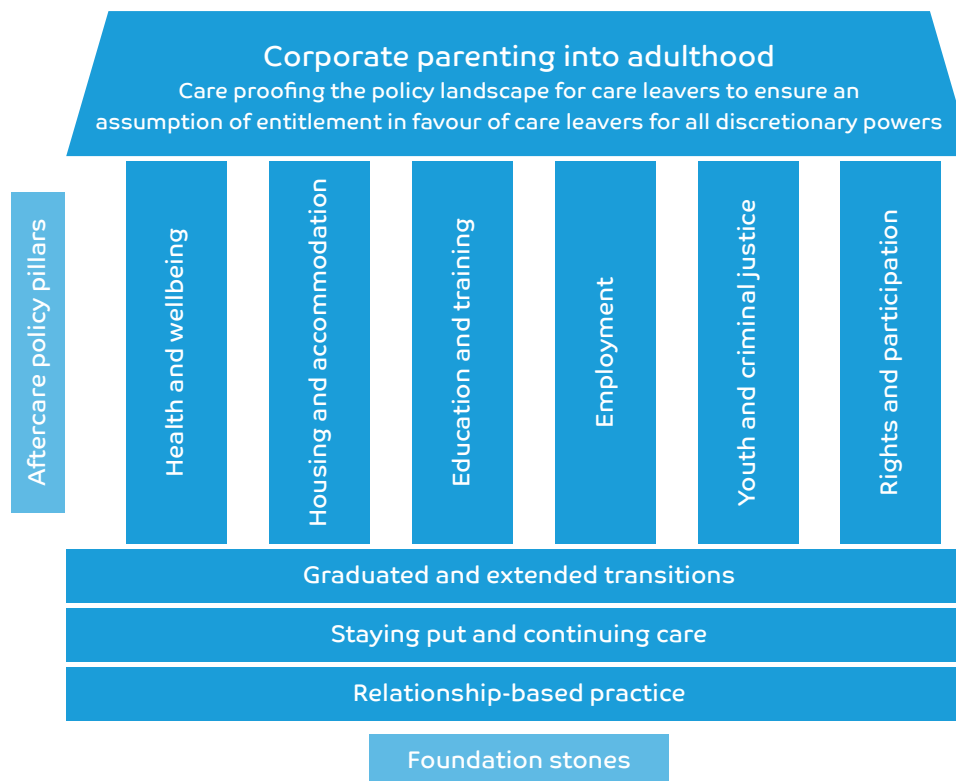 Corporate parenting into adulthood
Care proofing the policy landscape for care leavers to ensure an
assumption of entitlement in favour of care leavers for all discretionary powers
Aftercare policy pillars
Health and wellbeing
Housing and accommodation
Education and training
Employment
Youth and criminal justice
Rights and participation
Graduated and extended transitions
Staying put and continuing care
Relationship-based practice
Foundation stones